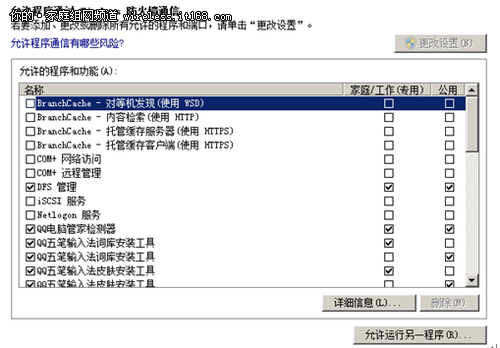 允许程序通过 Windows 防火墙通信
你的·家庭组网频道 wireless.it168.com
若要添加、更改或删除所有允许的程序和端口，请单击“更改设置”。
允许程序通信有哪些风险?
更改设置(N)
允许的程序和功能(A):
名称 家庭/工作(专用) 公用
BranchCache - 对等机发现(使用 WSD)
BranchCache - 内容检索(使用 HTTP)
BranchCache - 托管缓存服务器(使用 HTTPS)
BranchCache - 托管缓存客户端(使用 HTTPS)
COM+ 网络访问
COM+ 远程管理
DFS 管理
iSCSI 服务
Netlogon 服务
QQ电脑管家检测器
QQ五笔输入法词库安装工具
QQ五笔输入法词库安装工具
QQ五笔输入法皮肤安装工具
QQ五笔输入法皮肤安装工具
详细信息(L)... 删除(M)
允许运行另一程序(R)...